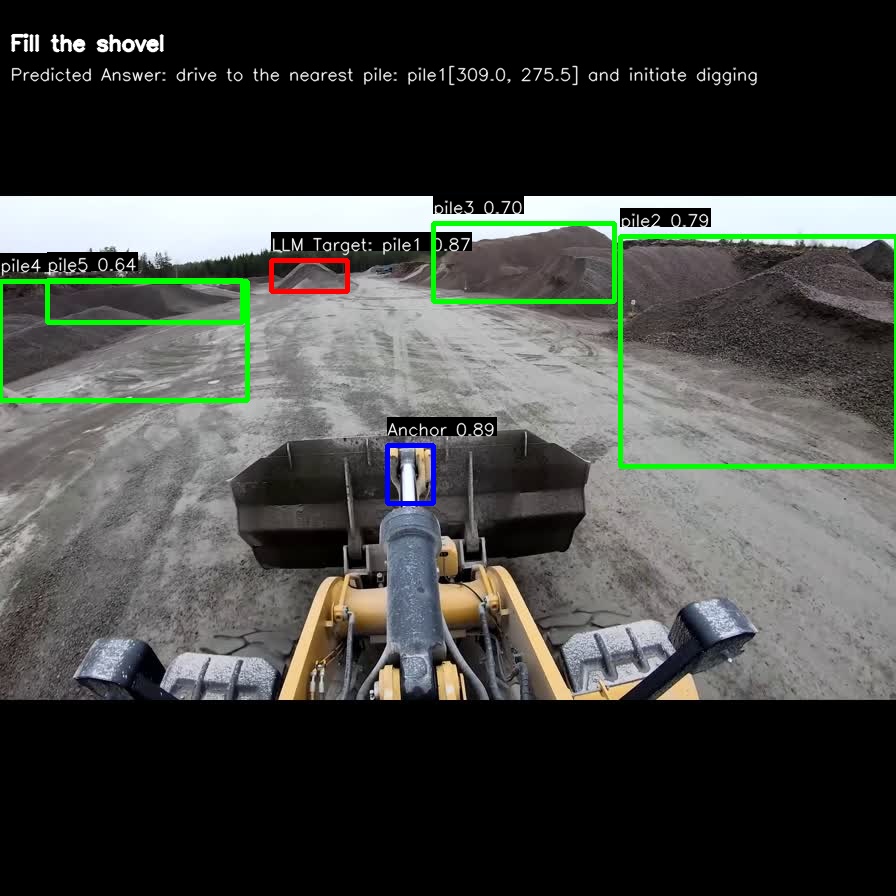 Fill the shovel
Predicted Answer: drive to the nearest pile: pile1[309.0, 275.5] and initiate digging
pile3 0.70
pile2 0.79
LLM Target: pile1 0.87
pile4 pile5 0.64
Anchor 0.89